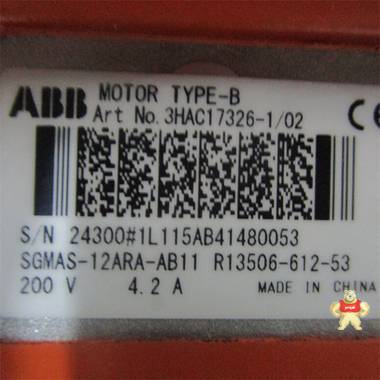 ABB MOTOR TYPE-B
Art No. 3HAC17326-1/02
CE
S/N 24300#1L115AB41480053
SGMAS-12ARA-AB11 R13506-612-53
200 V 4.2 A MADE IN CHINA